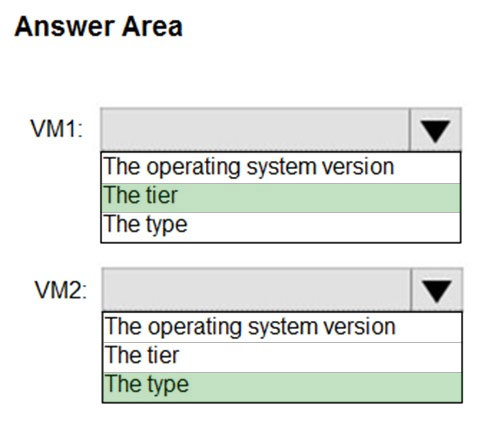 Answer Area
VM1:
The operating system version
The tier
The type
VM2:
The operating system version
The tier
The type